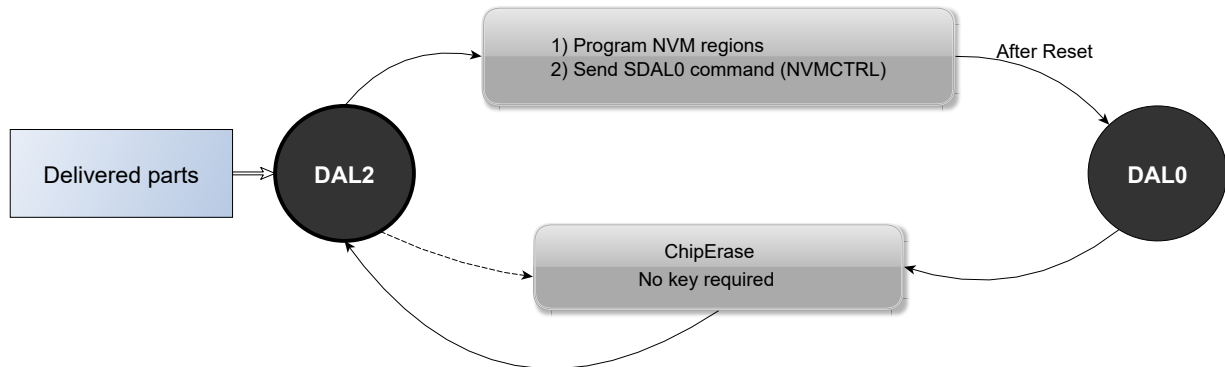 1) Program NVM regions
2) Send SDAL0 command (NVMCTRL)
After Reset
Delivered parts
DAL2
DAL0
ChipErase
No key required